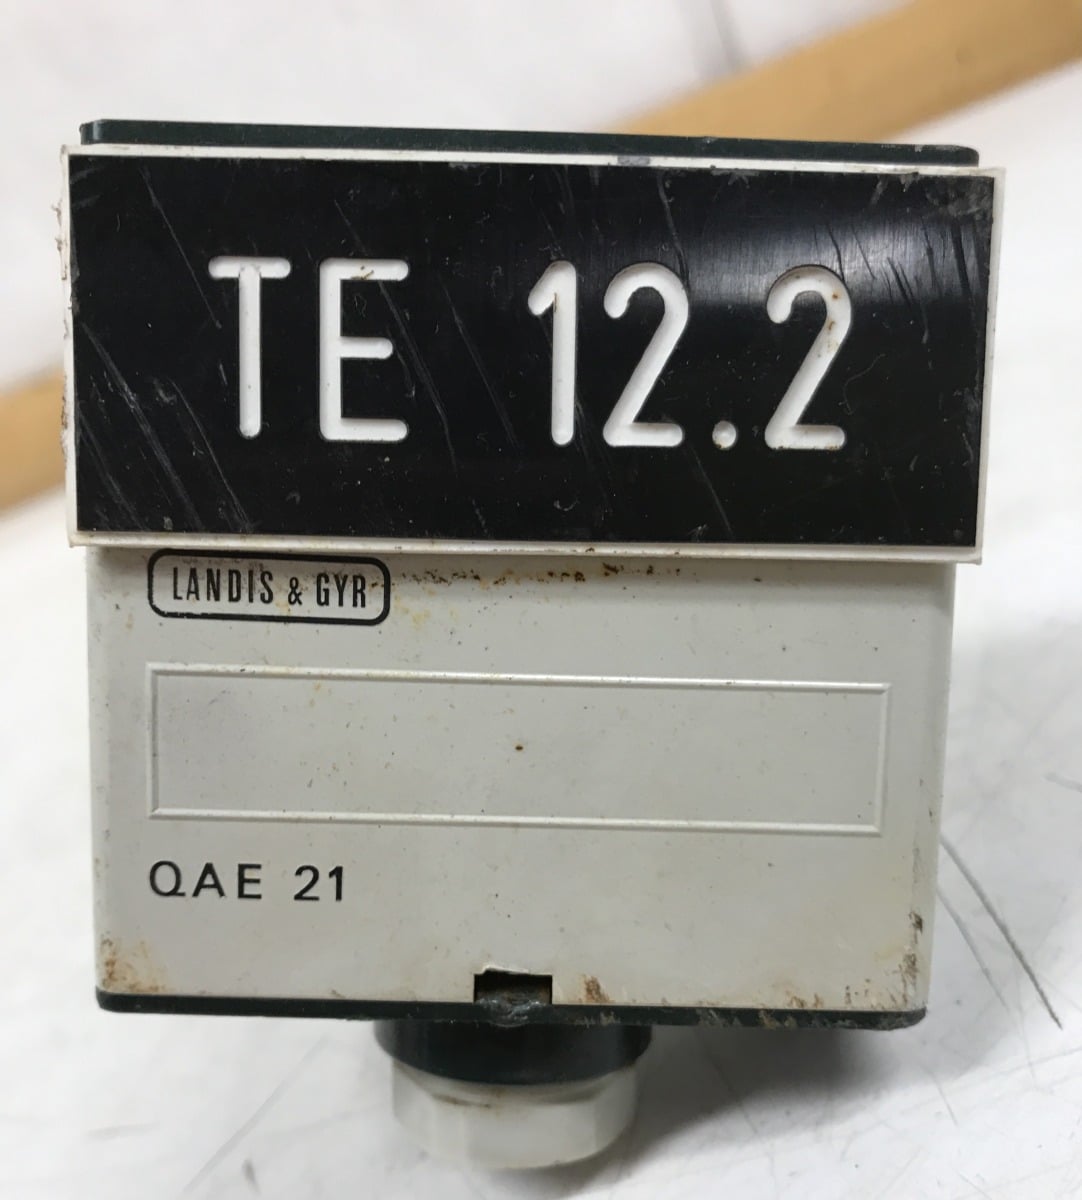 TE 12.2
LANDIS & GYR
QAE 21